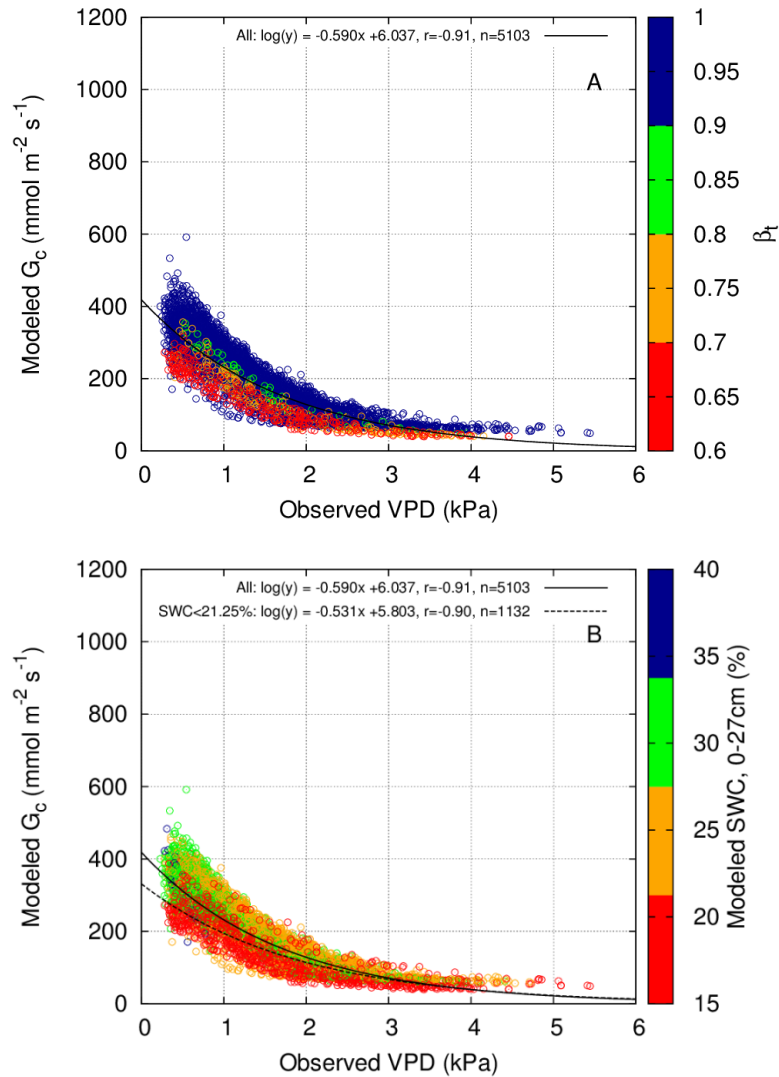 All: log(y) = -0.590x +6.037, r=-0.91, n=5103
A
1200
1000
800
600
400
200
0
Modeled Gc (mmol m-2 s-1)
0 1 2 3 4 5 6
Observed VPD (kPa)
1
0.95
0.9
0.85
0.8
0.75
0.7
0.65
0.6
βt
All: log(y) = -0.590x +6.037, r=-0.91, n=5103
SWC<21.25%: log(y) = -0.531x +5.803, r=-0.90, n=1132
B
1200
1000
800
600
400
200
0
Modeled Gc (mmol m-2 s-1)
0 1 2 3 4 5 6
Observed VPD (kPa)
40
35
30
25
20
15
Modeled SWC, 0-27cm (%)